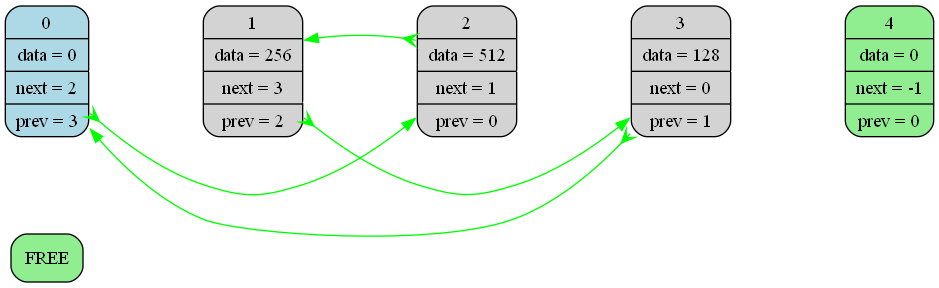 0
data = 0
next = 2
prev = 3
1
data = 256
next = 3
prev = 2
2
data = 512
next = 1
prev = 0
3
data = 128
next = 0
prev = 1
4
data = 0
next = -1
prev = 0
FREE